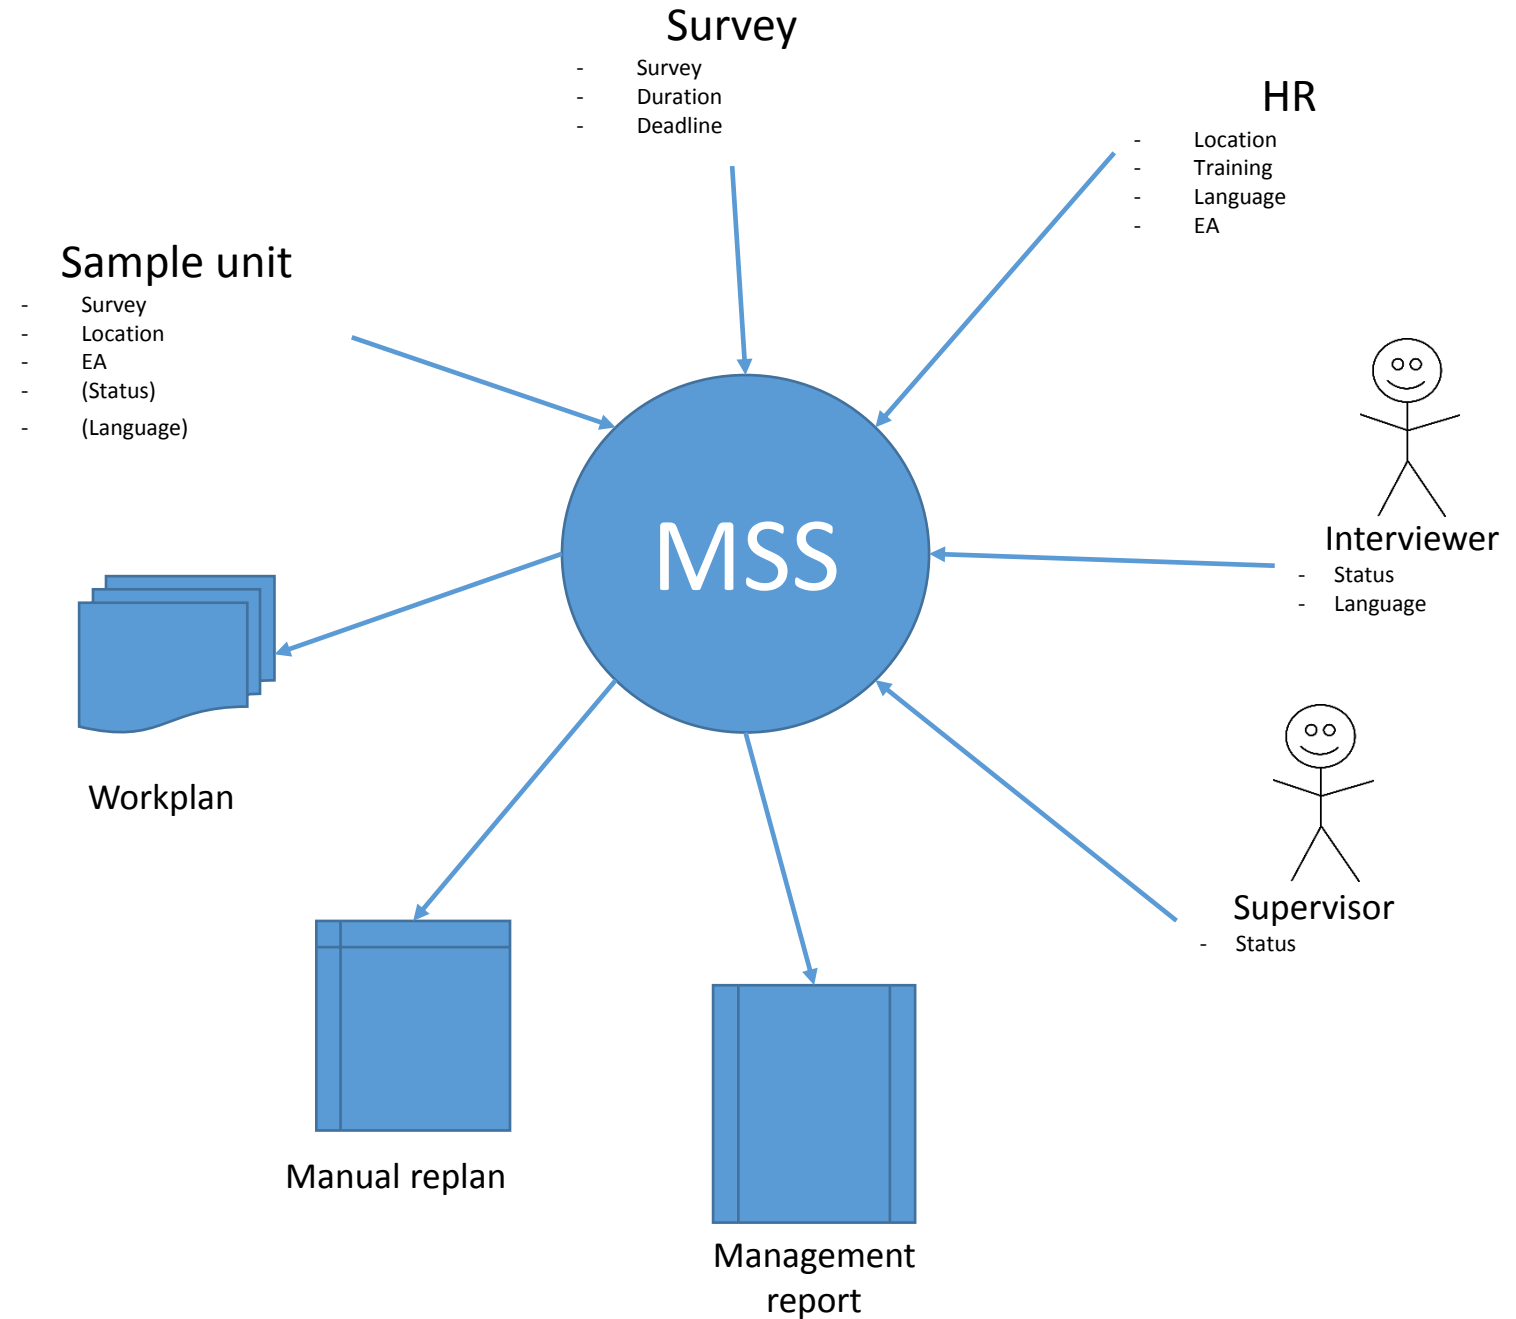 Survey
- Survey
- Duration
- Deadline
HR
- Location
- Training
- Language
- EA
Sample unit
- Survey
- Location
- EA
- (Status)
- (Language)
MSS
Interviewer
- Status
- Language
Workplan
Supervisor
- Status
Manual replan
Management
report